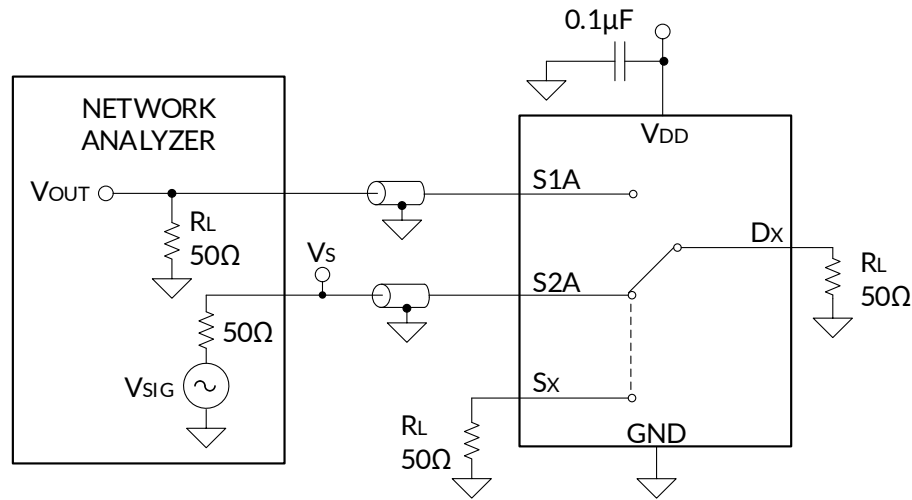 0.1µF
NETWORK
ANALYZER
VDD
VOUT
S1A
RL
50Ω
VS
DX
S2A
RL
50Ω
50Ω
VSIG
SX
RL
50Ω
GND